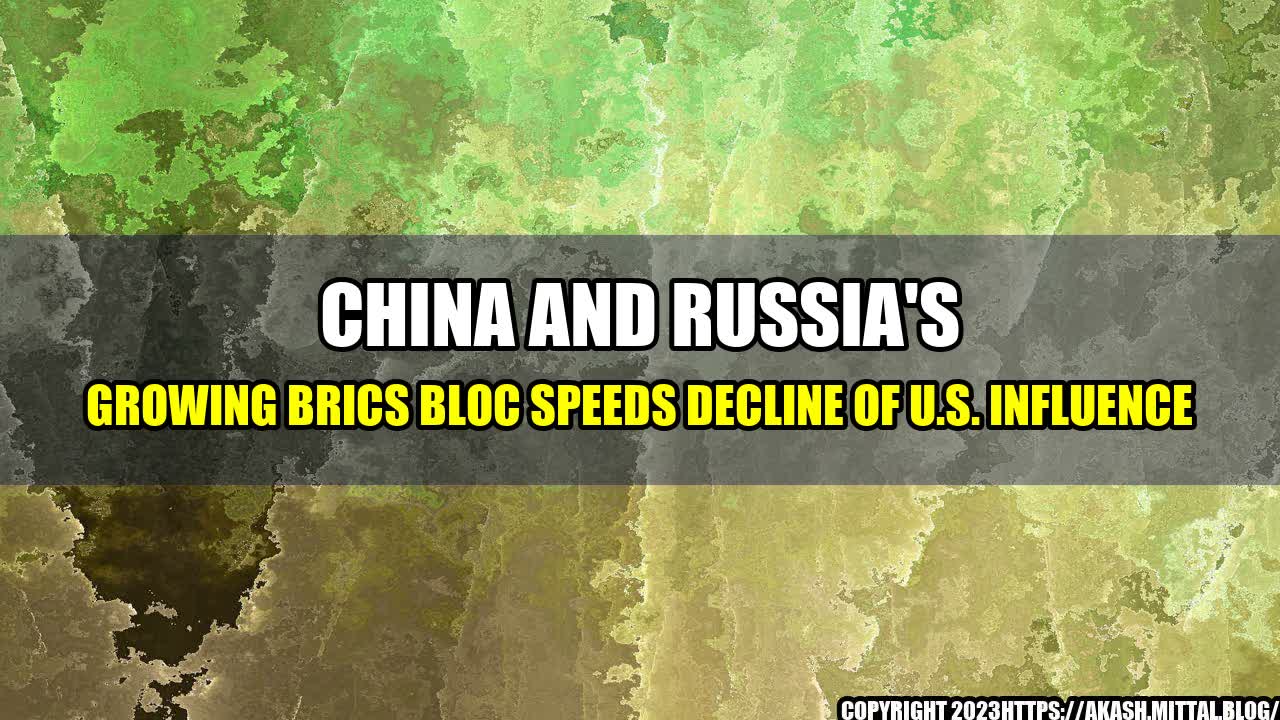 CHINA AND RUSSIA'S
GROWING BRICS BLOC SPEEDS DECLINE OF U.S. INFLUENCE
COPYRIGHT 2023HTTPS://AKASH.MITTAL.BLOG/